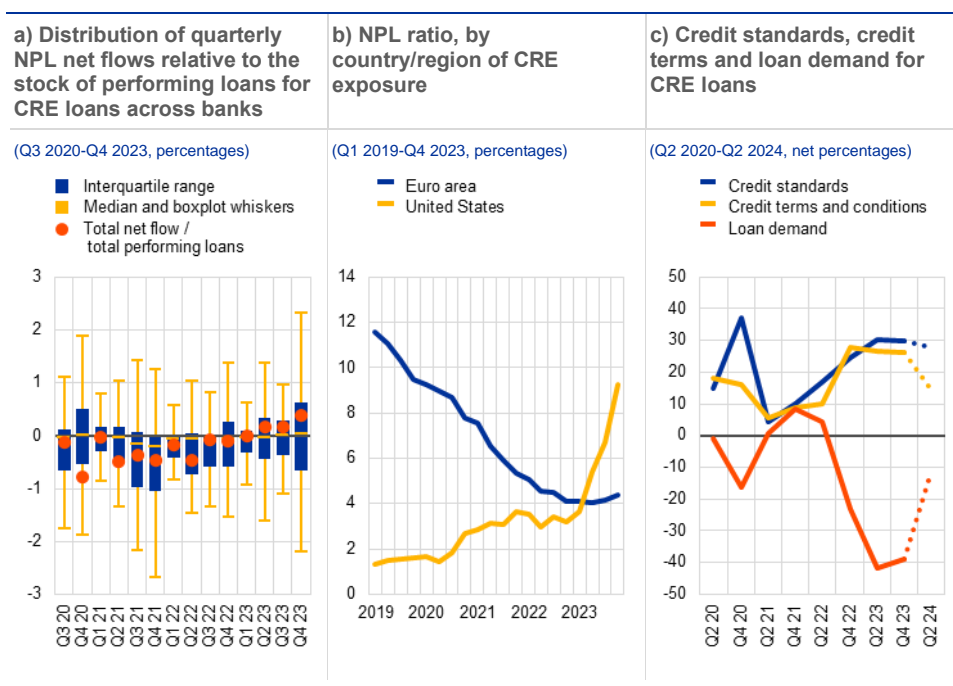 a) Distribution of quarterly
NPL net flows relative to the
stock of performing loans for
CRE loans across banks
(Q3 2020-Q4 2023, percentages)
Interquartile range
Median and boxplot whiskers
Total net flow /
total performing loans
3
2
1
0
-1
-2
-3
Q3 20
Q4 20
Q1 21
Q2 21
Q3 21
Q4 21
Q1 22
Q2 22
Q3 22
Q4 22
Q1 23
Q2 23
Q3 23
Q4 23
b) NPL ratio, by
country/region of CRE
exposure
(Q1 2019-Q4 2023, percentages)
Euro area
United States
14
12
10
8
6
4
2
0
2019 2020 2021 2022 2023
c) Credit standards, credit
terms and loan demand for
CRE loans
(Q2 2020-Q2 2024, net percentages)
Credit standards
Credit terms and conditions
Loan demand
50
40
30
20
10
0
-10
-20
-30
-40
-50
Q2 20
Q4 20
Q2 21
Q4 21
Q2 22
Q4 22
Q2 23
Q4 23
Q2 24